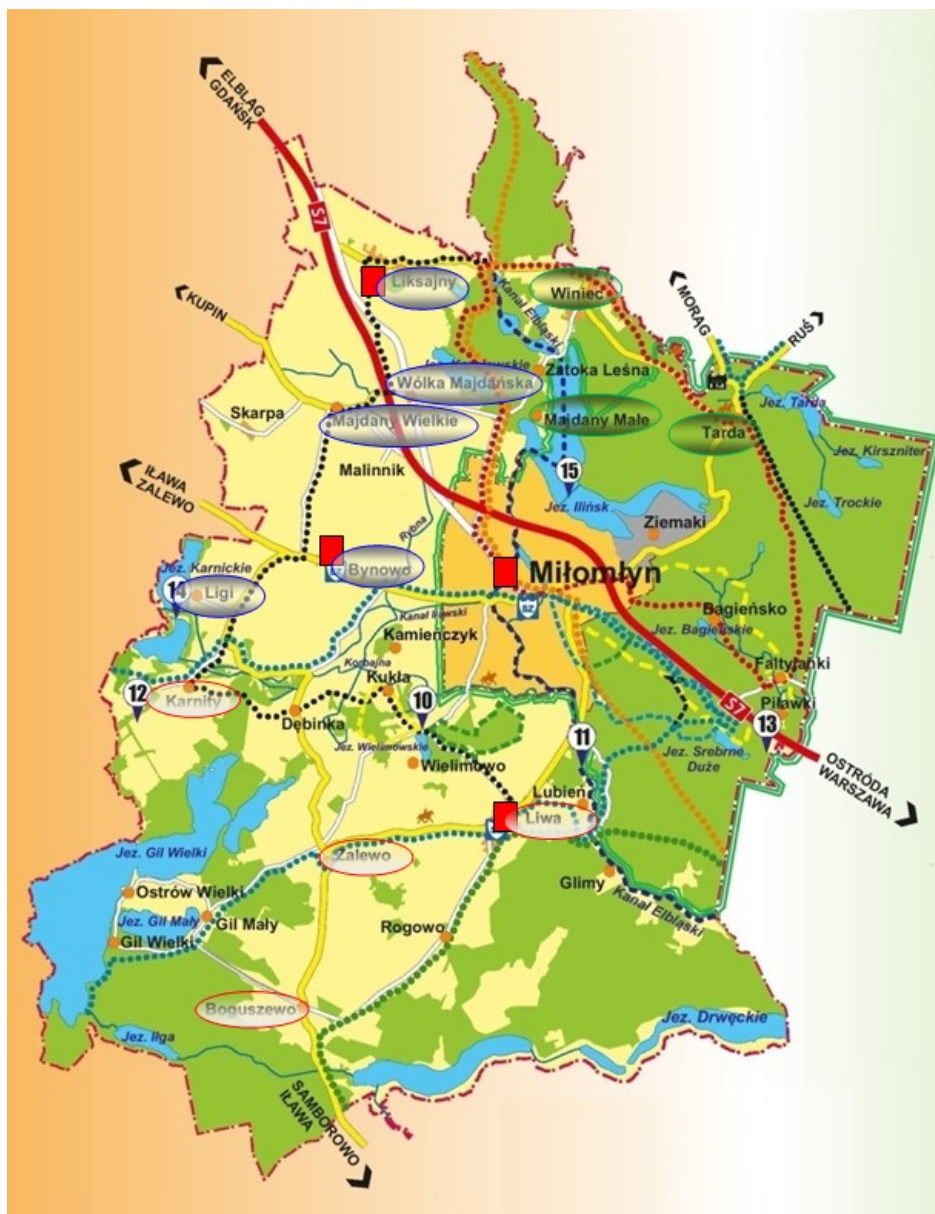 ELBLĄG
GDAŃSK
S7
Liksajny
Kanał Elbląski
Winiec
KUPIN
MORĄG
RUŚ
Wólka Majdańska
Zatoka Leśna
Skarpa
Majdany Wielkie
Majdany Małe
Tarda
Jez. Tarda
Jez. Kirszniter
Malinnik
15
Jez. Ilińsk
Jez. Trockie
IŁAWA
ZALEWO
Rybna
Ziemaki
Jez. Karnickie
Bynowo
Miłomłyn
14
Ligi
SZ
Kanał Iławski
Bagieńsko
Kamieńczyk
Jez. Bagieńskie
Korbajna
Faltyjanki
12
Karnity
Kukła
10
S7
Piławki
Dębinka
11
13
Jez. Wielimowskie
Jez. Srebrne
Duże
Wielimowo
OSTRÓDA
WARSZAWA
Lubień
Liwa
Jez. Gil Wielki
Zalewo
Glimy
Ostrów Wielki
Kanał Elbląski
Jez. Gil Mały
Gil Mały
Rogowo
Gil Wielki
Boguszewo
Jez. Drwęckie
Jez. Iłga
SAMBOROWO
IŁAWA